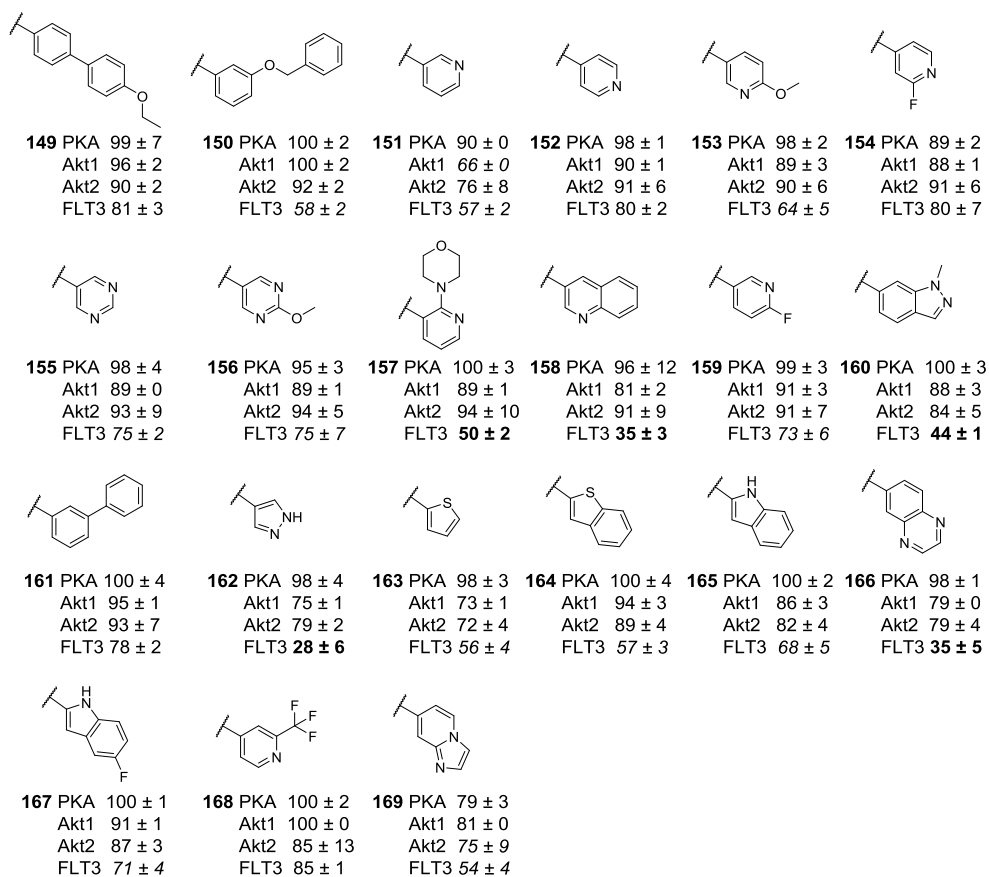 O
O
N
N
N
O
N
F
149 PKA 99 ± 7
Akt1 96 ± 2
Akt2 90 ± 2
FLT3 81 ± 3
150 PKA 100 ± 2
Akt1 100 ± 2
Akt2 92 ± 2
FLT3 58 ± 2
151 PKA 90 ± 0
Akt1 66 ± 0
Akt2 76 ± 8
FLT3 57 ± 2
152 PKA 98 ± 1
Akt1 90 ± 1
Akt2 91 ± 6
FLT3 80 ± 2
153 PKA 98 ± 2
Akt1 89 ± 3
Akt2 90 ± 6
FLT3 64 ± 5
154 PKA 89 ± 2
Akt1 88 ± 1
Akt2 91 ± 6
FLT3 80 ± 7
N
N
N
N
O
O
N
N
N
N
F
N
N
155 PKA 98 ± 4
Akt1 89 ± 0
Akt2 93 ± 9
FLT3 75 ± 2
156 PKA 95 ± 3
Akt1 89 ± 1
Akt2 94 ± 5
FLT3 75 ± 7
157 PKA 100 ± 3
Akt1 89 ± 1
Akt2 94 ± 10
FLT3 50 ± 2
158 PKA 96 ± 12
Akt1 81 ± 2
Akt2 91 ± 9
FLT3 35 ± 3
159 PKA 99 ± 3
Akt1 91 ± 3
Akt2 91 ± 7
FLT3 73 ± 6
160 PKA 100 ± 3
Akt1 88 ± 3
Akt2 84 ± 5
FLT3 44 ± 1
NH
N
S
S
H
N
N
N
161 PKA 100 ± 4
Akt1 95 ± 1
Akt2 93 ± 7
FLT3 78 ± 2
162 PKA 98 ± 4
Akt1 75 ± 1
Akt2 79 ± 2
FLT3 28 ± 6
163 PKA 98 ± 3
Akt1 73 ± 1
Akt2 72 ± 4
FLT3 56 ± 4
164 PKA 100 ± 4
Akt1 94 ± 3
Akt2 89 ± 4
FLT3 57 ± 3
165 PKA 100 ± 2
Akt1 86 ± 3
Akt2 82 ± 4
FLT3 68 ± 5
166 PKA 98 ± 1
Akt1 79 ± 0
Akt2 79 ± 4
FLT3 35 ± 5
H
N
F
F
F
F
N
N
N
167 PKA 100 ± 1
Akt1 91 ± 1
Akt2 87 ± 3
FLT3 71 ± 4
168 PKA 100 ± 2
Akt1 100 ± 0
Akt2 85 ± 13
FLT3 85 ± 1
169 PKA 79 ± 3
Akt1 81 ± 0
Akt2 75 ± 9
FLT3 54 ± 4